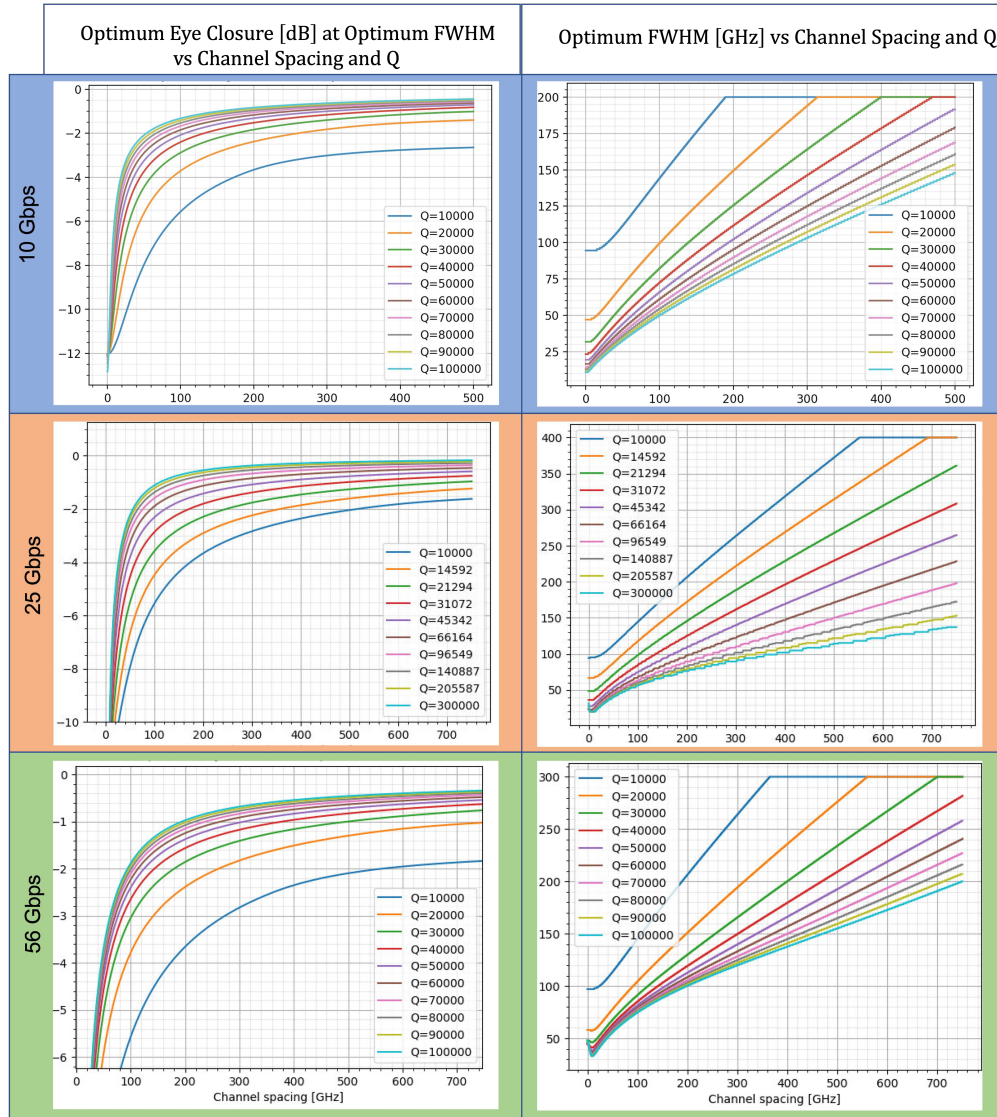 Optimum Eye Closure [dB] at Optimum FWHM
vs Channel Spacing and Q
Optimum FWHM [GHz] vs Channel Spacing and Q
10 Gbps
0
−2
−4
−6
−8
−10
−12
0 100 200 300 400 500
Q=10000
Q=20000
Q=30000
Q=40000
Q=50000
Q=60000
Q=70000
Q=80000
Q=90000
Q=100000
200
175
150
125
100
75
50
25
0 100 200 300 400 500
Q=10000
Q=20000
Q=30000
Q=40000
Q=50000
Q=60000
Q=70000
Q=80000
Q=90000
Q=100000
25 Gbps
0
−2
−4
−6
−8
−10
0 100 200 300 400 500 600 700
Q=10000
Q=14592
Q=21294
Q=31072
Q=45342
Q=66164
Q=96549
Q=140887
Q=205587
Q=300000
400
350
300
250
200
150
100
50
0 100 200 300 400 500 600 700
Q=10000
Q=14592
Q=21294
Q=31072
Q=45342
Q=66164
Q=96549
Q=140887
Q=205587
Q=300000
56 Gbps
0
−1
−2
−3
−4
−5
−6
0 100 200 300 400 500 600 700
Channel spacing [GHz]
Q=10000
Q=20000
Q=30000
Q=40000
Q=50000
Q=60000
Q=70000
Q=80000
Q=90000
Q=100000
300
250
200
150
100
50
0 100 200 300 400 500 600 700
Channel spacing [GHz]
Q=10000
Q=20000
Q=30000
Q=40000
Q=50000
Q=60000
Q=70000
Q=80000
Q=90000
Q=100000